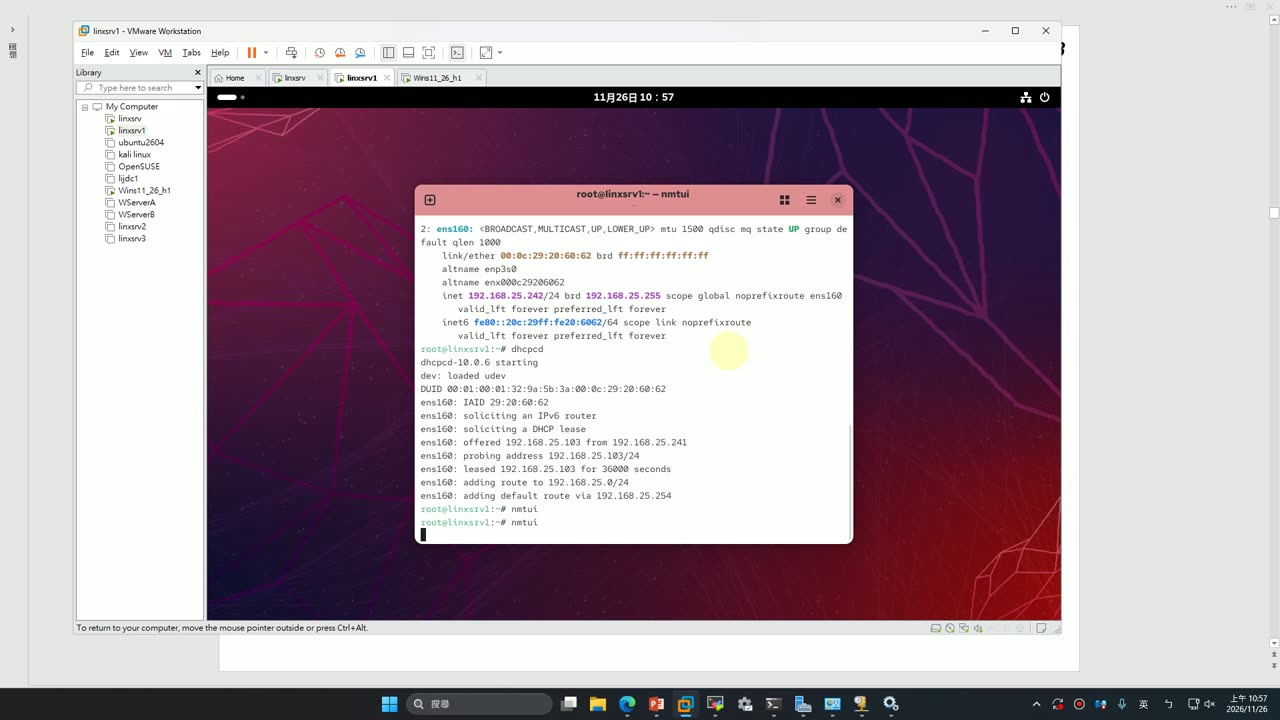 linxsrv1 - VMware Workstation
File Edit View VM Tabs Help
Library
Type here to search
Home linxsrv linxsrv1 Wins11_26_h1
My Computer
linxsrv
linxsrv1
ubuntu2604
kali linux
OpenSUSE
lijdc1
Wins11_26_h1
WServerA
WServerB
linxsrv2
linxsrv3
11月26日 10：57
root@linxsrv1:~ — nmtui
2: ens160: <BROADCAST,MULTICAST,UP,LOWER_UP> mtu 1500 qdisc mq state UP group de
fault qlen 1000
link/ether 00:0c:29:20:60:62 brd ff:ff:ff:ff:ff:ff
altname enp3s0
altname enx000c29206062
inet 192.168.25.242/24 brd 192.168.25.255 scope global noprefixroute ens160
valid_lft forever preferred_lft forever
inet6 fe80::20c:29ff:fe20:6062/64 scope link noprefixroute
valid_lft forever preferred_lft forever
root@linxsrv1:~# dhcpcd
dhcpcd-10.0.6 starting
dev: loaded udev
DUID 00:01:00:01:32:9a:5b:3a:00:0c:29:20:60:62
ens160: IAID 29:20:60:62
ens160: soliciting an IPv6 router
ens160: soliciting a DHCP lease
ens160: offered 192.168.25.103 from 192.168.25.241
ens160: probing address 192.168.25.103/24
ens160: leased 192.168.25.103 for 36000 seconds
ens160: adding route to 192.168.25.0/24
ens160: adding default route via 192.168.25.254
root@linxsrv1:~# nmtui
root@linxsrv1:~# nmtui
To return to your computer, move the mouse pointer outside or press Ctrl+Alt.
搜尋
英
ㄅ
上午 10:57
2026/11/26